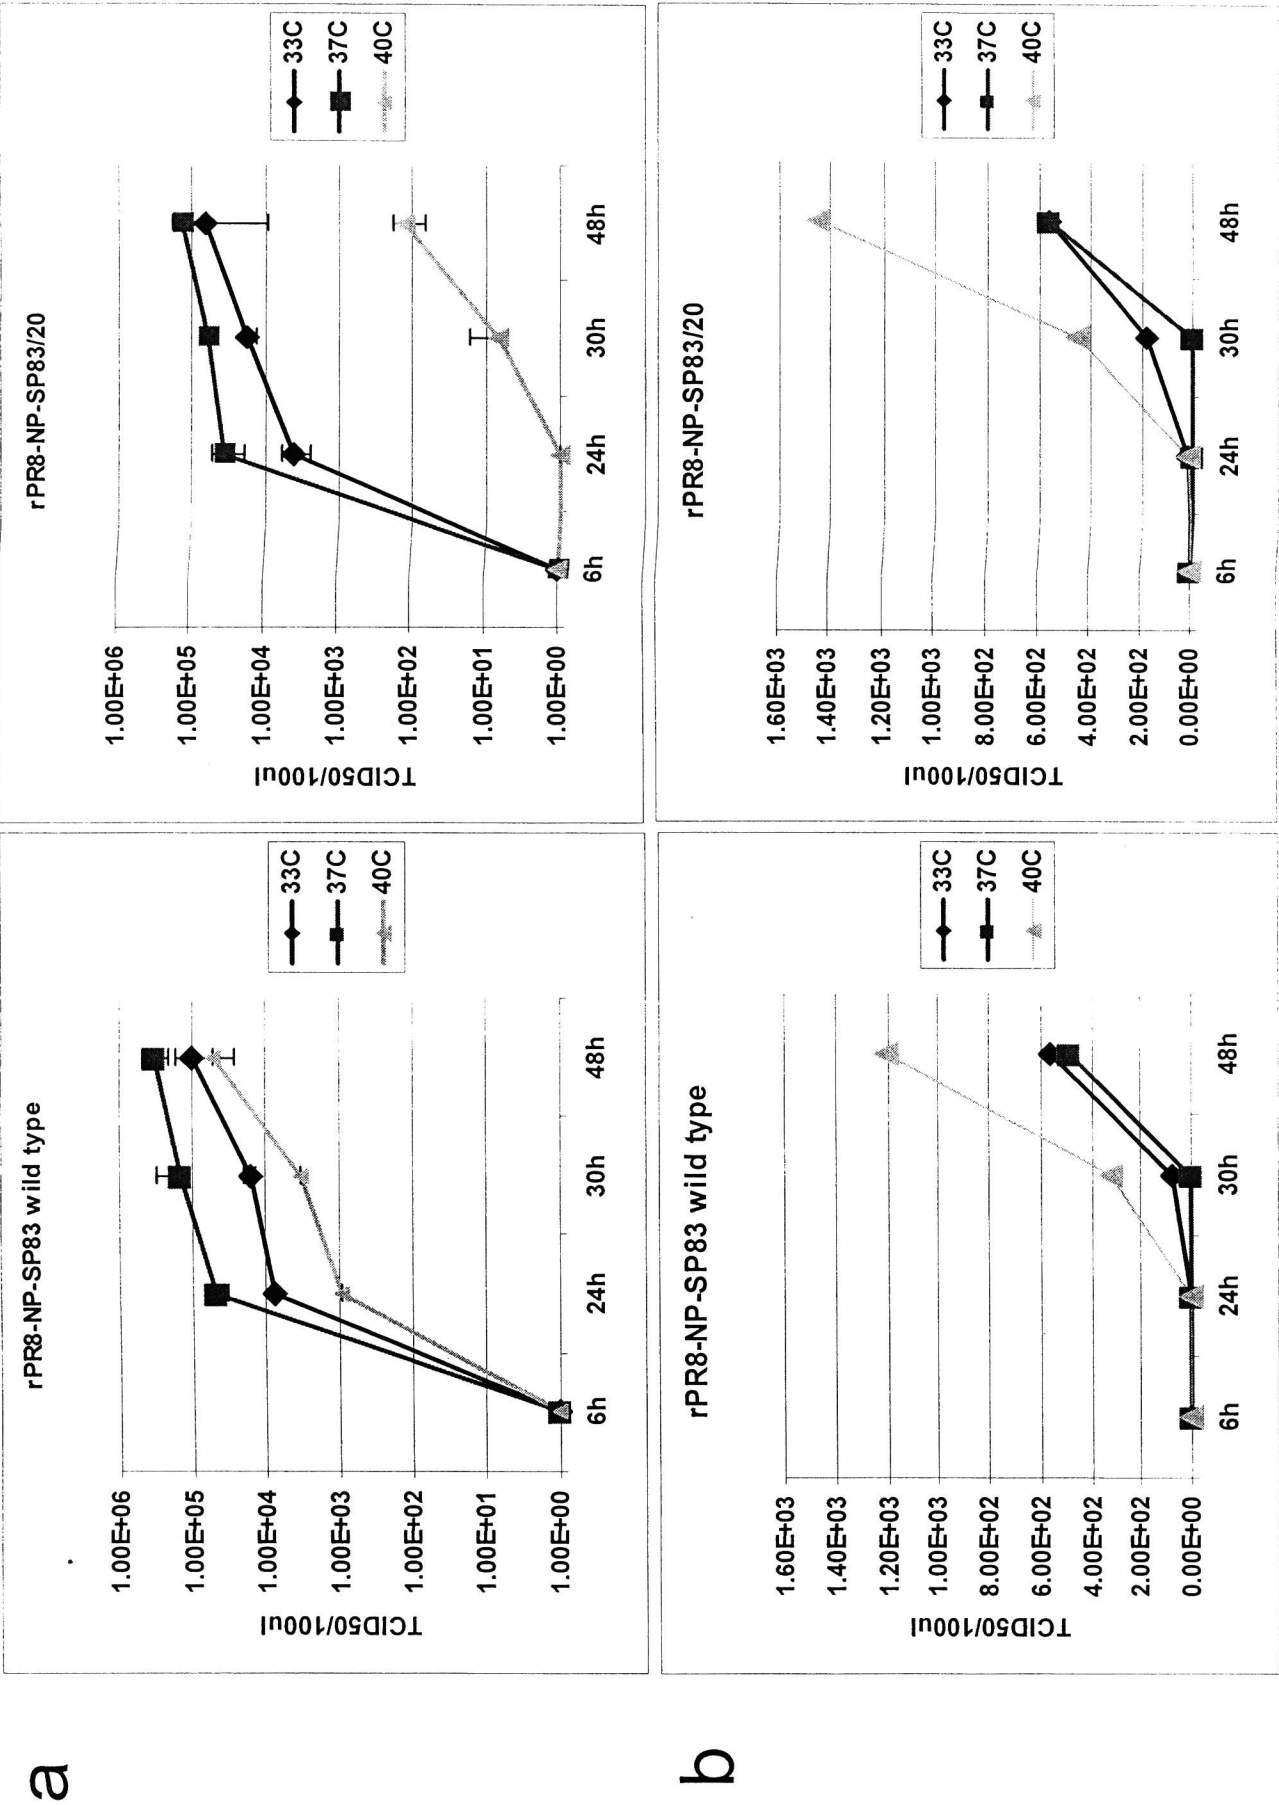 a
rPR8-NP-SP83 wild type
TCID50/100ul
1.00E+06
1.00E+05
1.00E+04
1.00E+03
1.00E+02
1.00E+01
1.00E+00
6h
24h
30h
48h
33C
37C
40C
rPR8-NP-SP83/20
TCID50/100ul
1.00E+06
1.00E+05
1.00E+04
1.00E+03
1.00E+02
1.00E+01
1.00E+00
6h
24h
30h
48h
33C
37C
40C
b
rPR8-NP-SP83 wild type
TCID50/100ul
1.60E+03
1.40E+03
1.20E+03
1.00E+03
8.00E+02
6.00E+02
4.00E+02
2.00E+02
0.00E+00
6h
24h
30h
48h
33C
37C
40C
rPR8-NP-SP83/20
TCID50/100ul
1.60E+03
1.40E+03
1.20E+03
1.00E+03
8.00E+02
6.00E+02
4.00E+02
2.00E+02
0.00E+00
6h
24h
30h
48h
33C
37C
40C